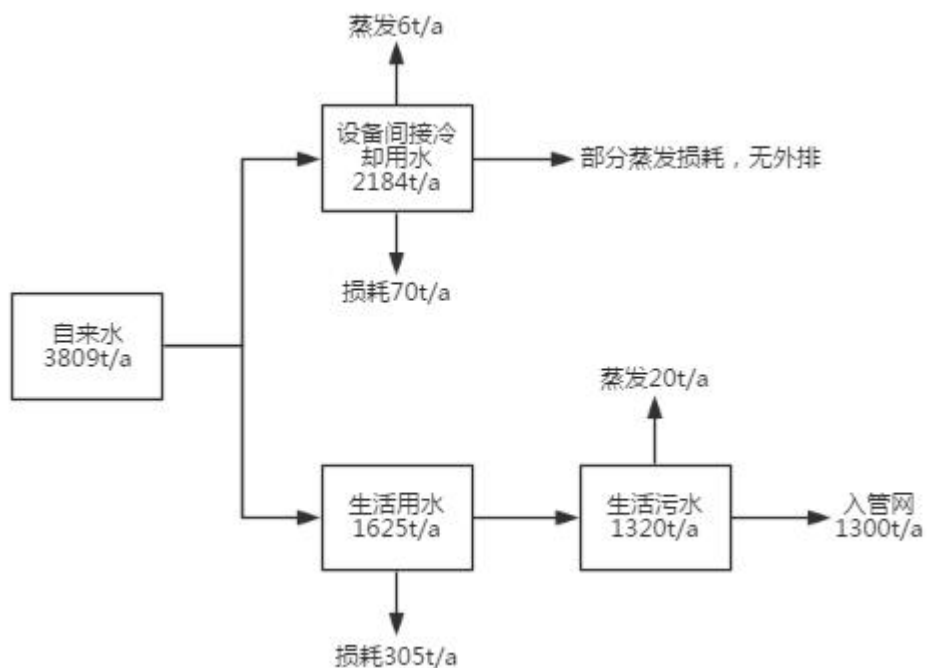 蒸发6t/a
设备间接冷
却用水
2184t/a
部分蒸发损耗，无外排
损耗70t/a
自来水
3809t/a
蒸发20t/a
生活用水
1625t/a
生活污水
1320t/a
入管网
1300t/a
损耗305t/a